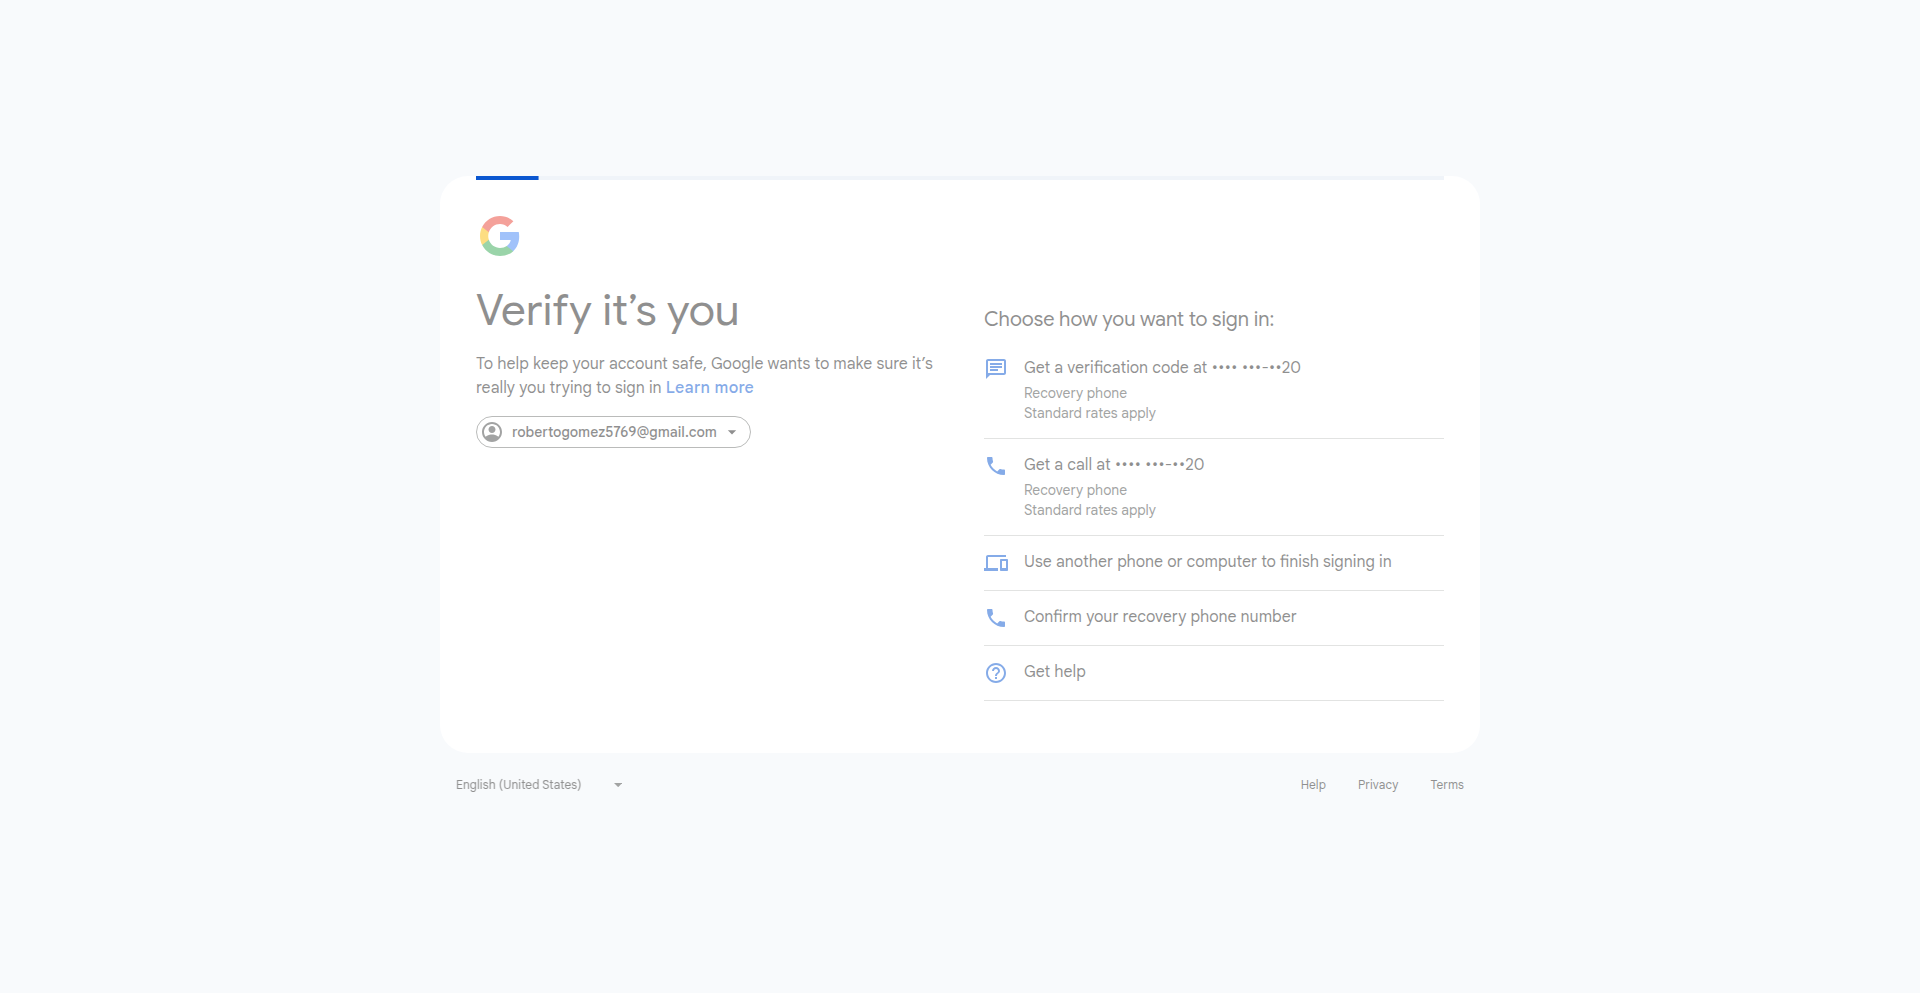 Verify it’s you
To help keep your account safe, Google wants to make sure it’s
really you trying to sign in Learn more
robertogomez5769@gmail.com
Choose how you want to sign in:
Get a verification code at •••• •••-••20
Recovery phone
Standard rates apply
Get a call at •••• •••-••20
Recovery phone
Standard rates apply
Use another phone or computer to finish signing in
Confirm your recovery phone number
Get help
English (United States)
Help Privacy Terms